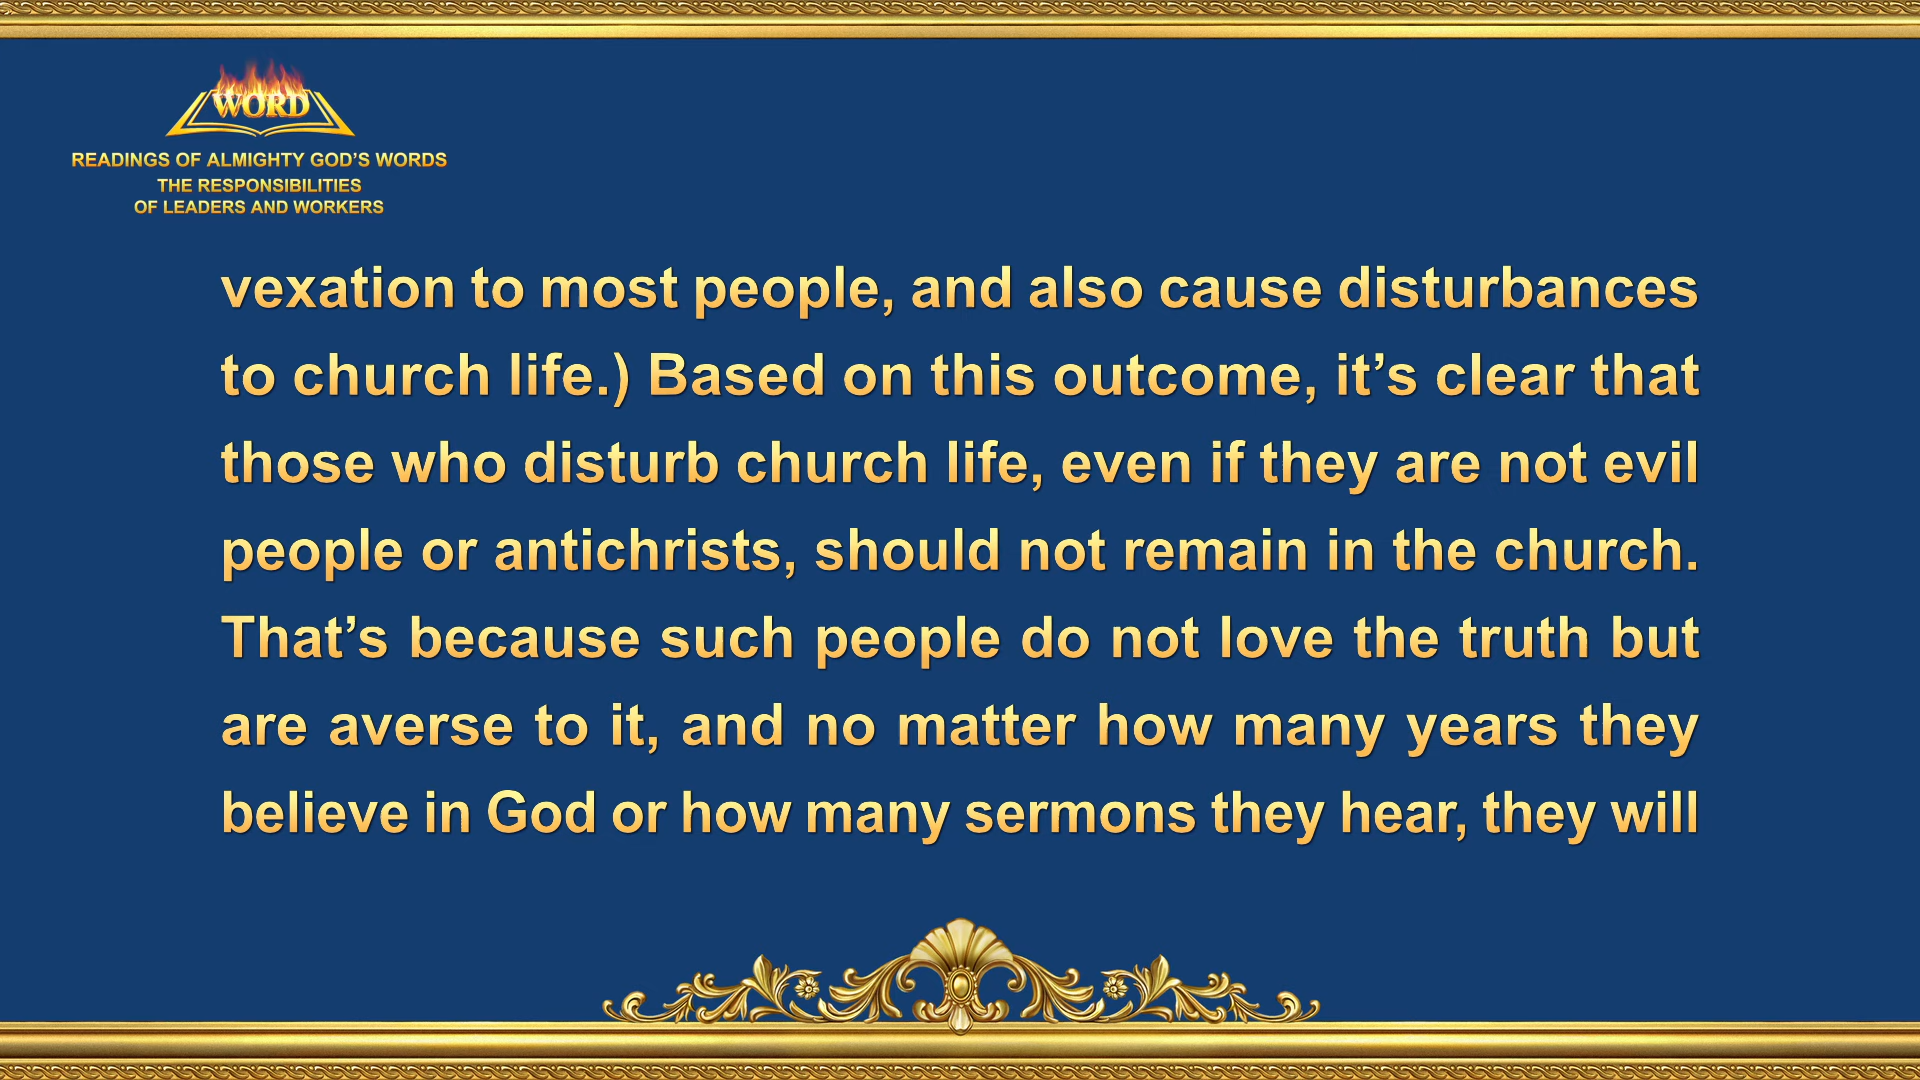 WORD
READINGS OF ALMIGHTY GOD’S WORDS
THE RESPONSIBILITIES
OF LEADERS AND WORKERS
vexation to most people, and also cause disturbances
to church life.) Based on this outcome, it’s clear that
those who disturb church life, even if they are not evil
people or antichrists, should not remain in the church.
That’s because such people do not love the truth but
are averse to it, and no matter how many years they
believe in God or how many sermons they hear, they will